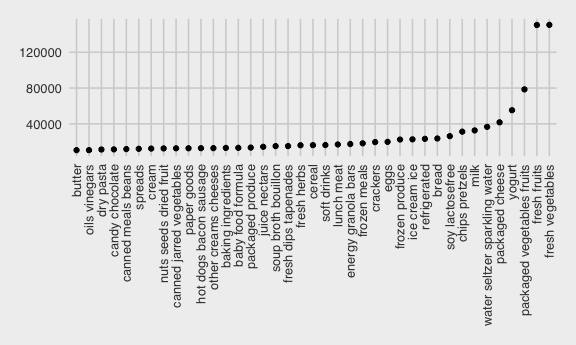 120000
80000
40000
butter
oils vinegars
dry pasta
candy chocolate
canned meals beans
spreads
cream
nuts seeds dried fruit
canned jarred vegetables
paper goods
hot dogs bacon sausage
other creams cheeses
baking ingredients
baby food formula
packaged produce
juice nectars
soup broth bouillon
fresh dips tapenades
fresh herbs
cereal
soft drinks
lunch meat
energy granola bars
frozen meals
crackers
eggs
frozen produce
ice cream ice
refrigerated
bread
soy lactosefree
chips pretzels
milk
water seltzer sparkling water
packaged cheese
yogurt
packaged vegetables fruits
fresh fruits
fresh vegetables